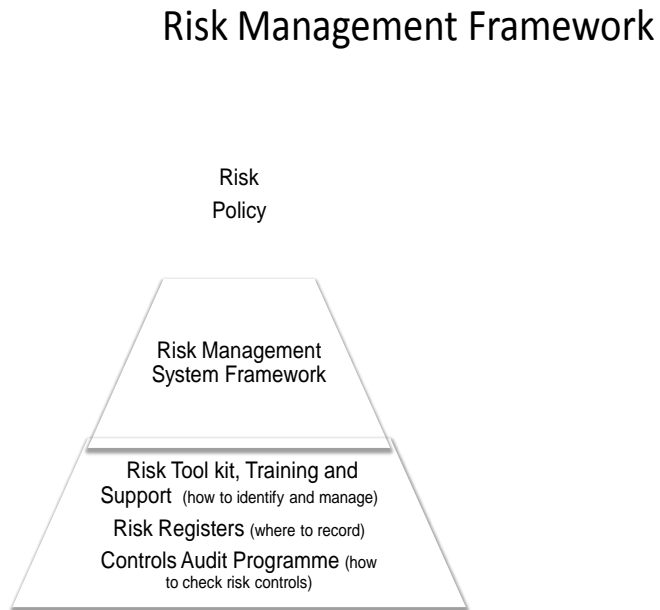 Risk Management Framework
Risk
Policy
Risk Management
System Framework
Risk Tool kit, Training and
Support (how to identify and manage)
Risk Registers (where to record)
Controls Audit Programme (how
to check risk controls)